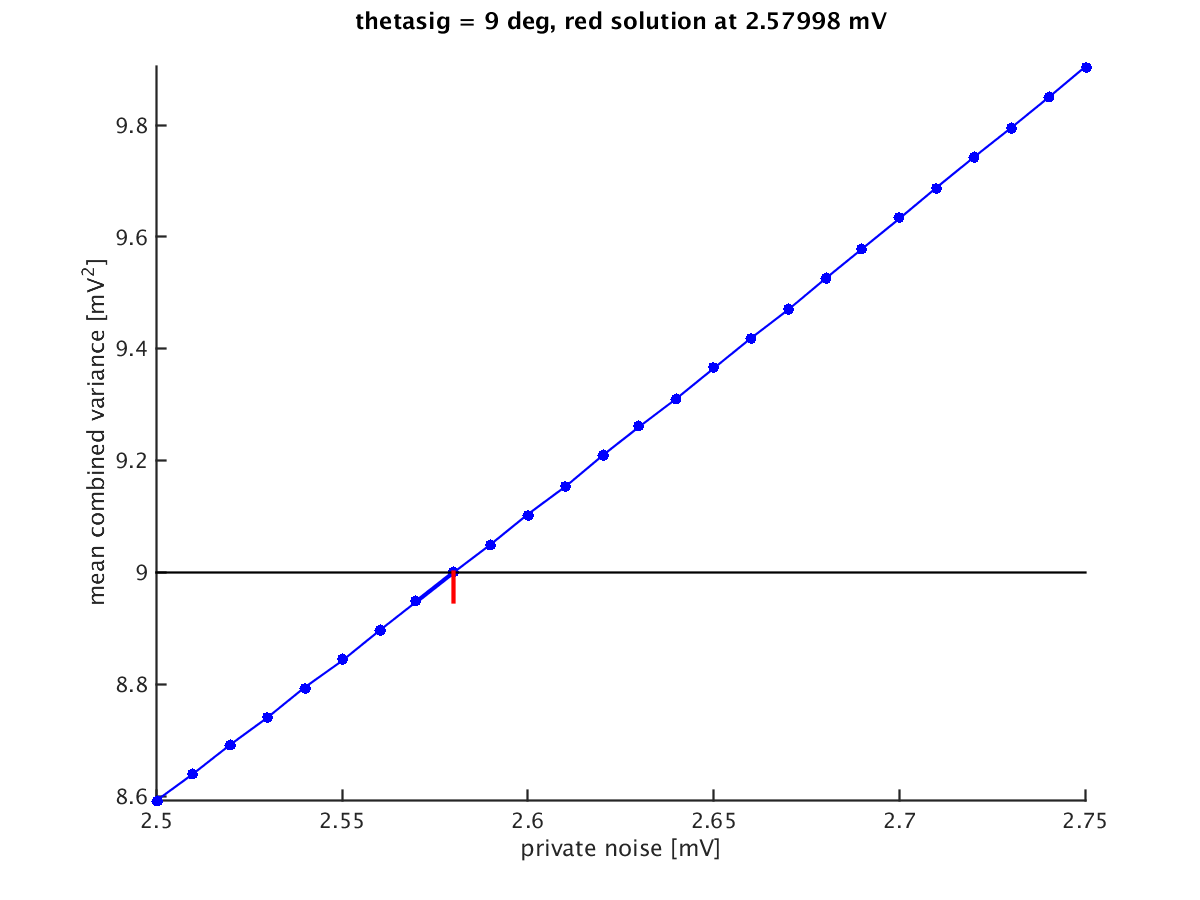 thetasig = 9 deg, red solution at 2.57998 mV
9.8
9.6
9.4
9.2
9
8.8
8.6
mean combined variance [mV²]
2.5 2.55 2.6 2.65 2.7 2.75
private noise [mV]